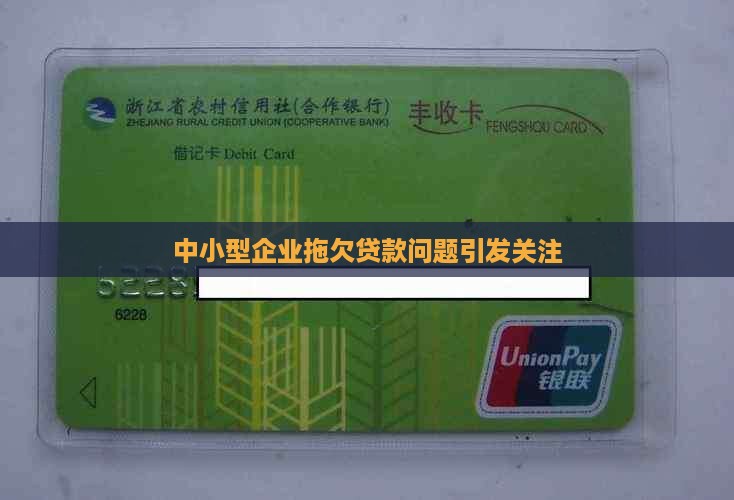 浙江省农村信用社(合作银行)
ZHEJIANG RURAL CREDIT UNION (COOPERATIVE BANK)
丰收卡
FENGSHOU CARD
借记卡 Debit Card
中小型企业拖欠贷款问题引发关注
6228
6228
UnionPay
银联